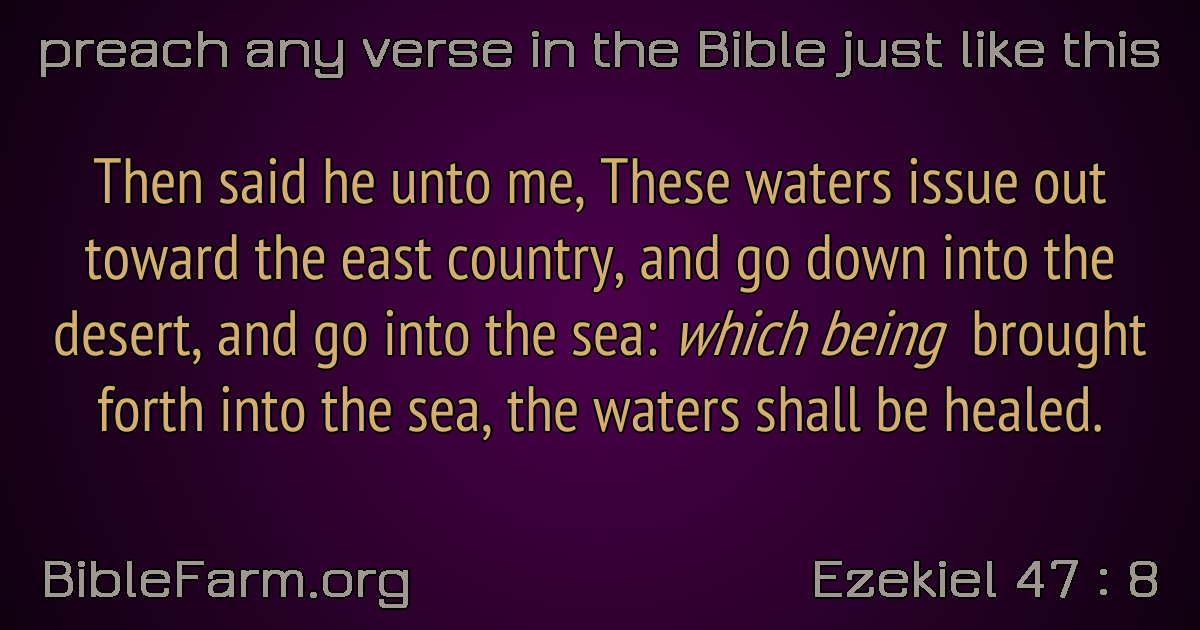 preach any verse in the Bible just like this
Then said he unto me, These waters issue out
toward the east country, and go down into the
desert, and go into the sea: which being brought
forth into the sea, the waters shall be healed.
BibleFarm.org
Ezekiel 47 : 8